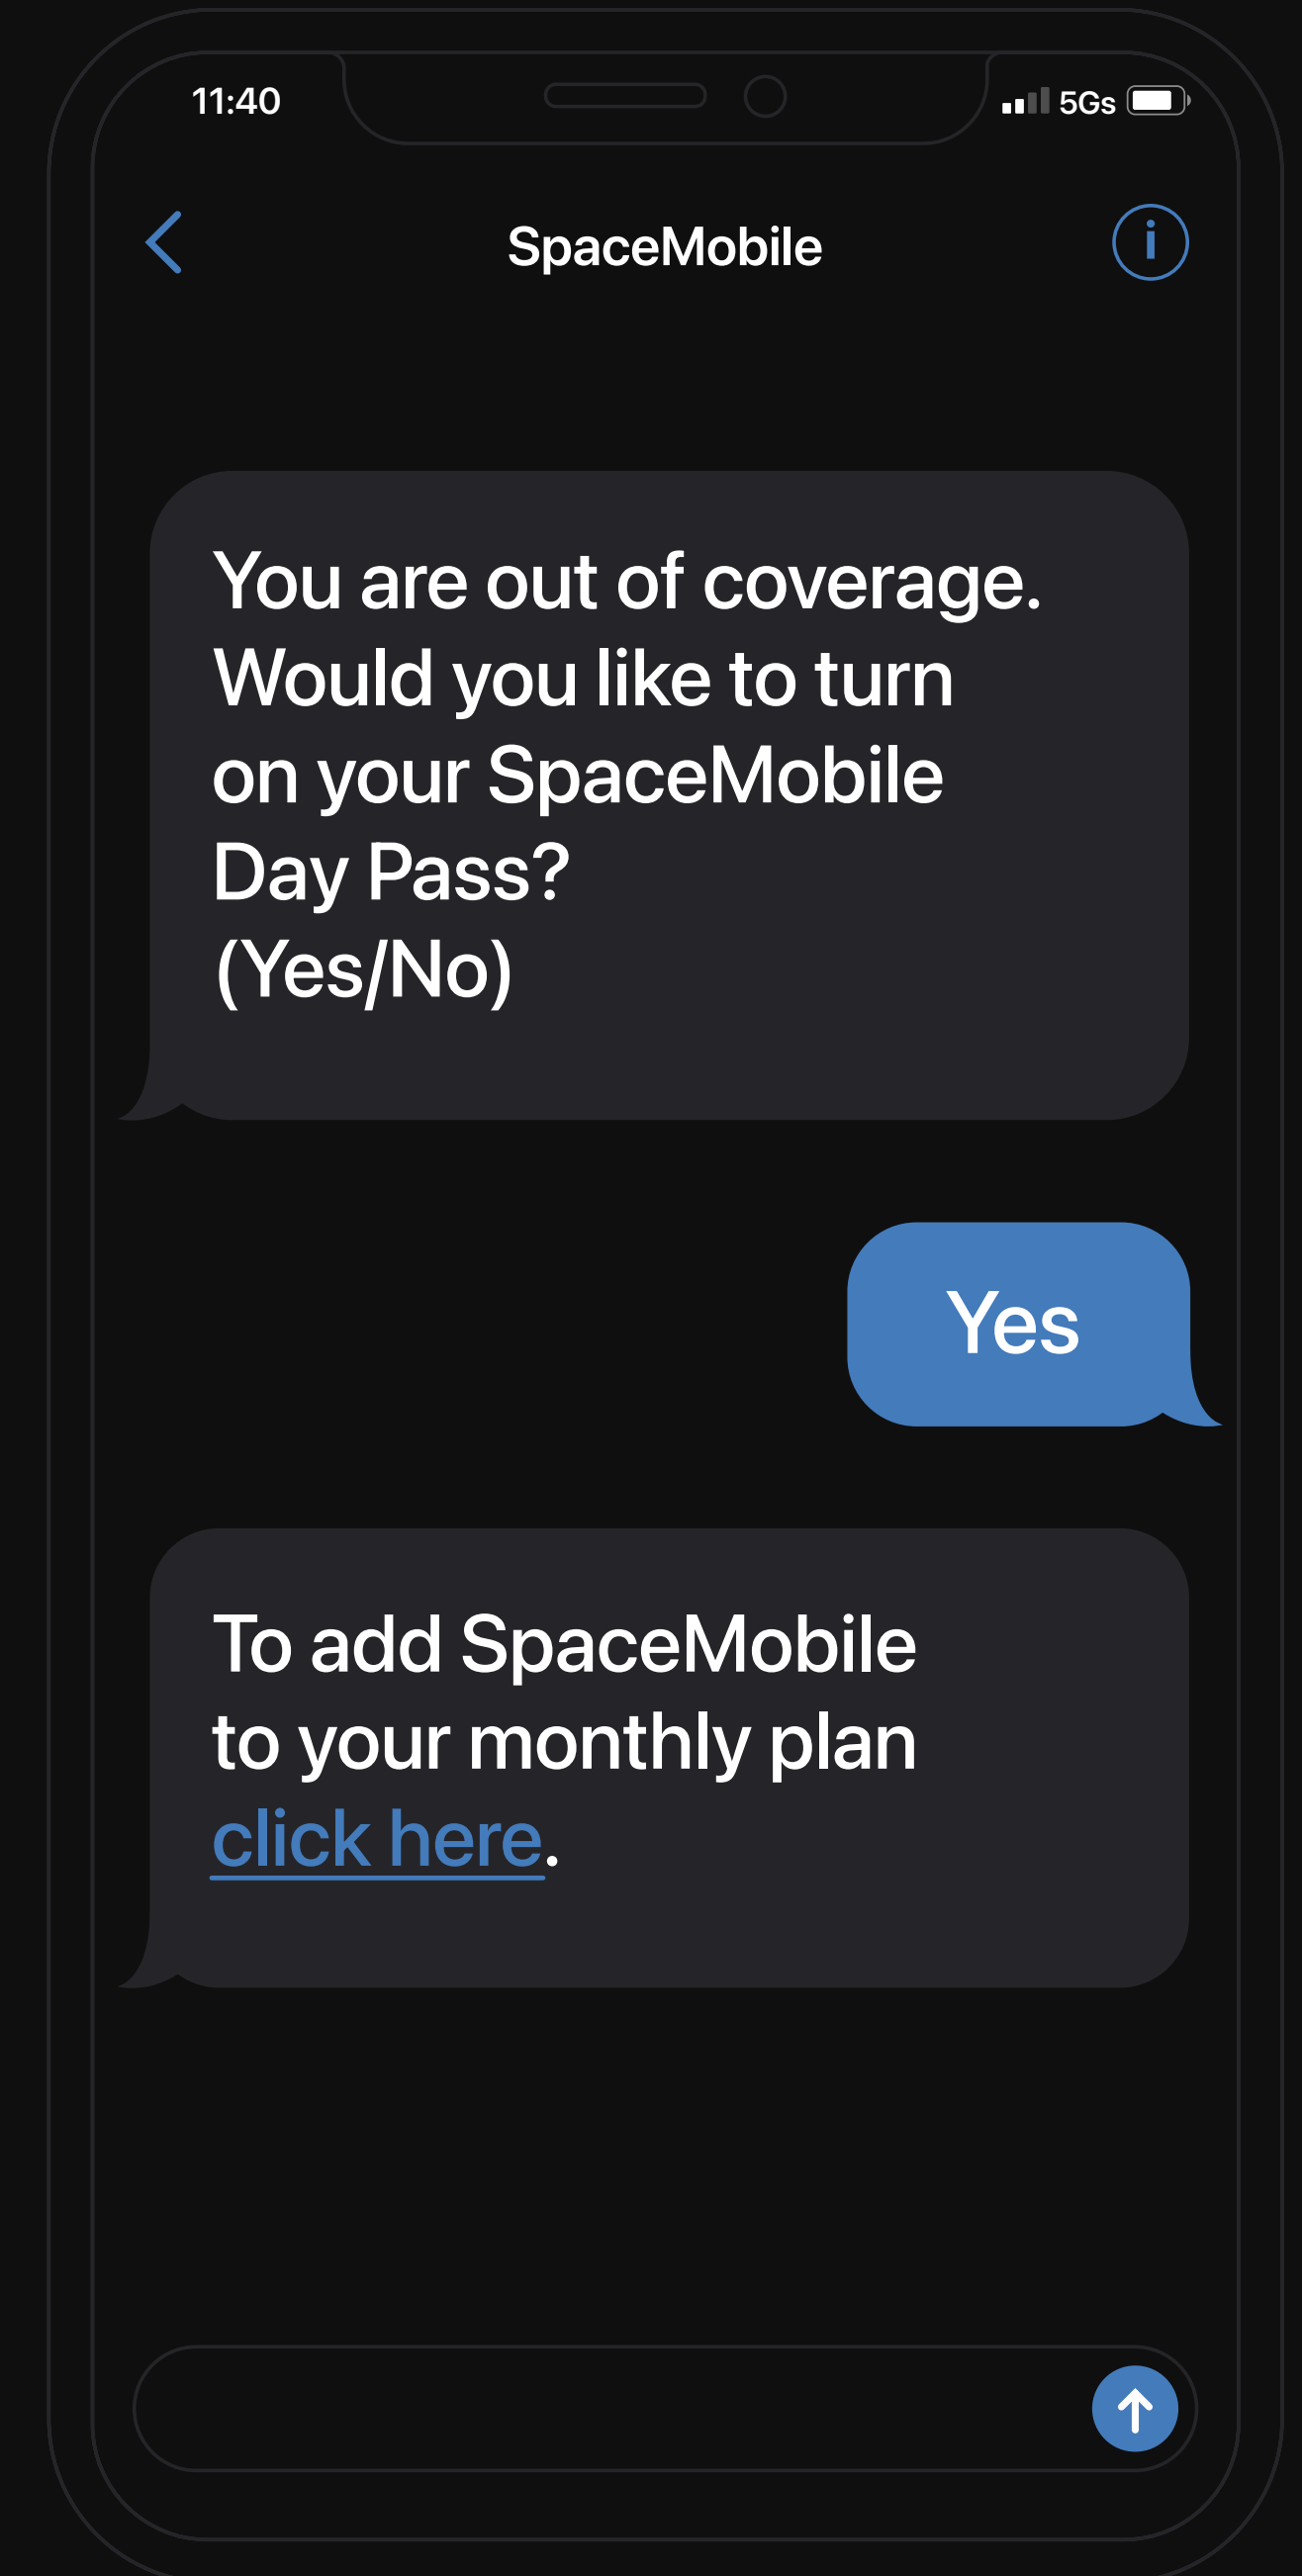 11:40
5Gs
SpaceMobile
i
You are out of coverage.
Would you like to turn
on your SpaceMobile
Day Pass?
(Yes/No)
Yes
To add SpaceMobile
to your monthly plan
click here.